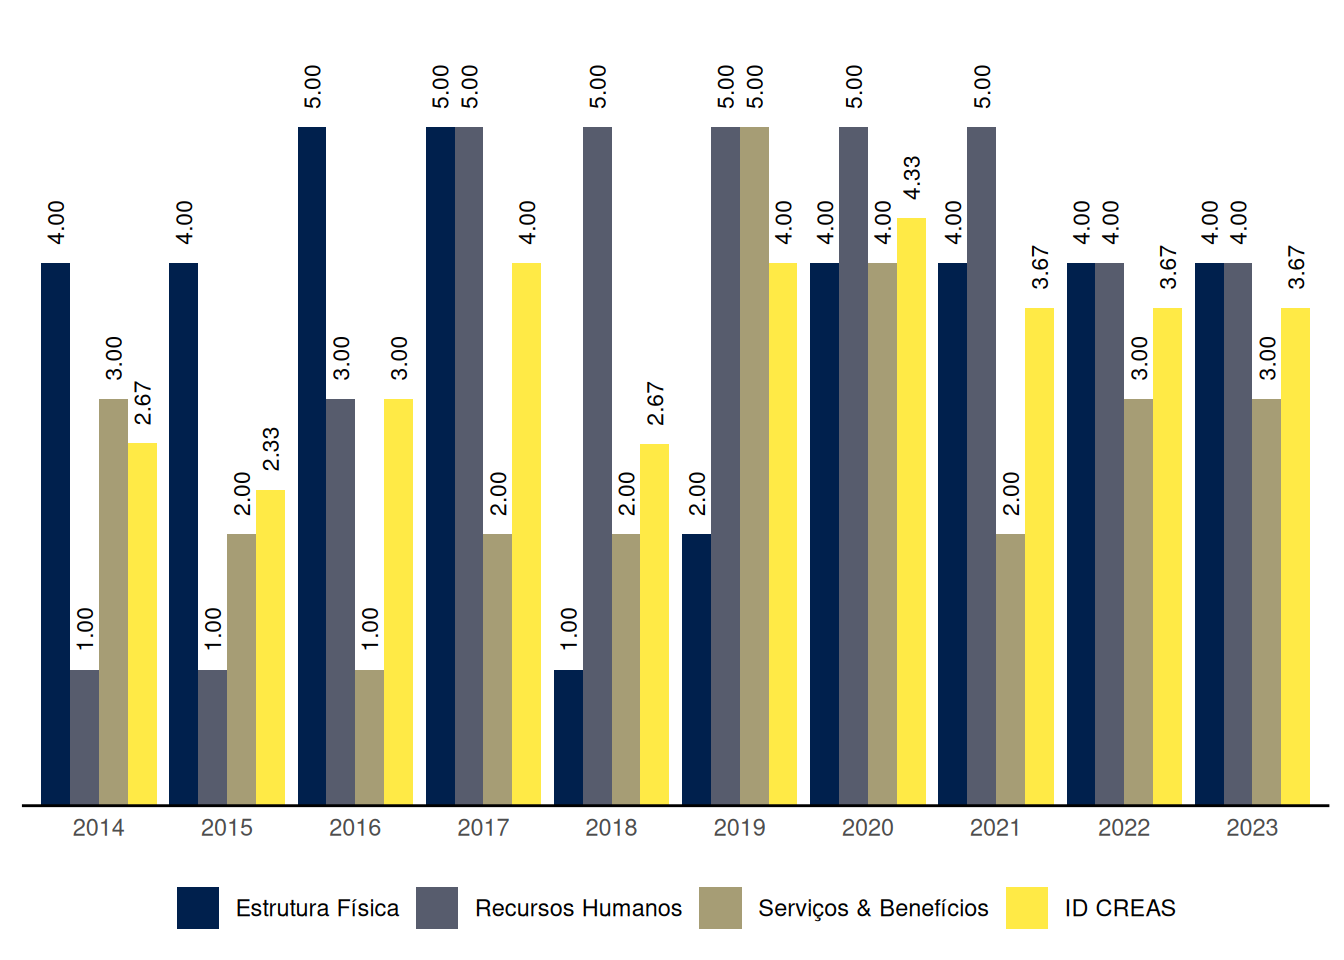 5.00 5.00 5.00 5.00 5.00 5.00 5.00 5.00
4.33
4.00 4.00 4.00 4.00 4.00 4.00 4.00 4.00 4.00 4.00 4.00
3.67 3.67 3.67
3.00 3.00 3.00 3.00 3.00
2.67 2.67
2.33
2.00 2.00 2.00 2.00 2.00
1.00 1.00 1.00 1.00
2014 2015 2016 2017 2018 2019 2020 2021 2022 2023
Estrutura Física Recursos Humanos Serviços & Benefícios ID CREAS